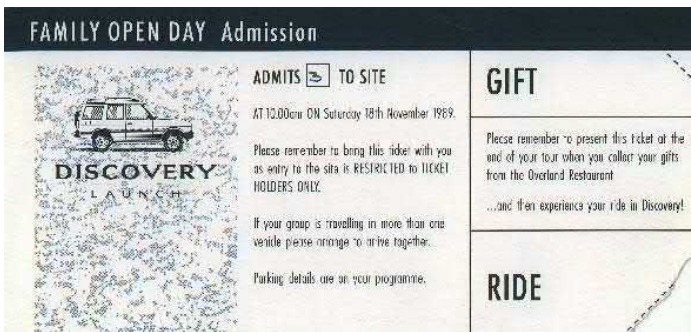 FAMILY OPEN DAY Admission
DISCOVERY
LAUNCH
ADMITS TO SITE
AT 10.00am ON Saturday 18th November 1989.
Please remember to bring this ticket with you
as entry to the site is RESTRICTED to TICKET
HOLDERS ONLY.
If your group is travelling in more than one
vehicle please arrange to arrive together...
Parking details are on your programme.
GIFT
Please remember to present this ticket at the
end of your tour when you collect your gifts
from the Overland Restaurant
...and then experience your ride in Discovery!
RIDE